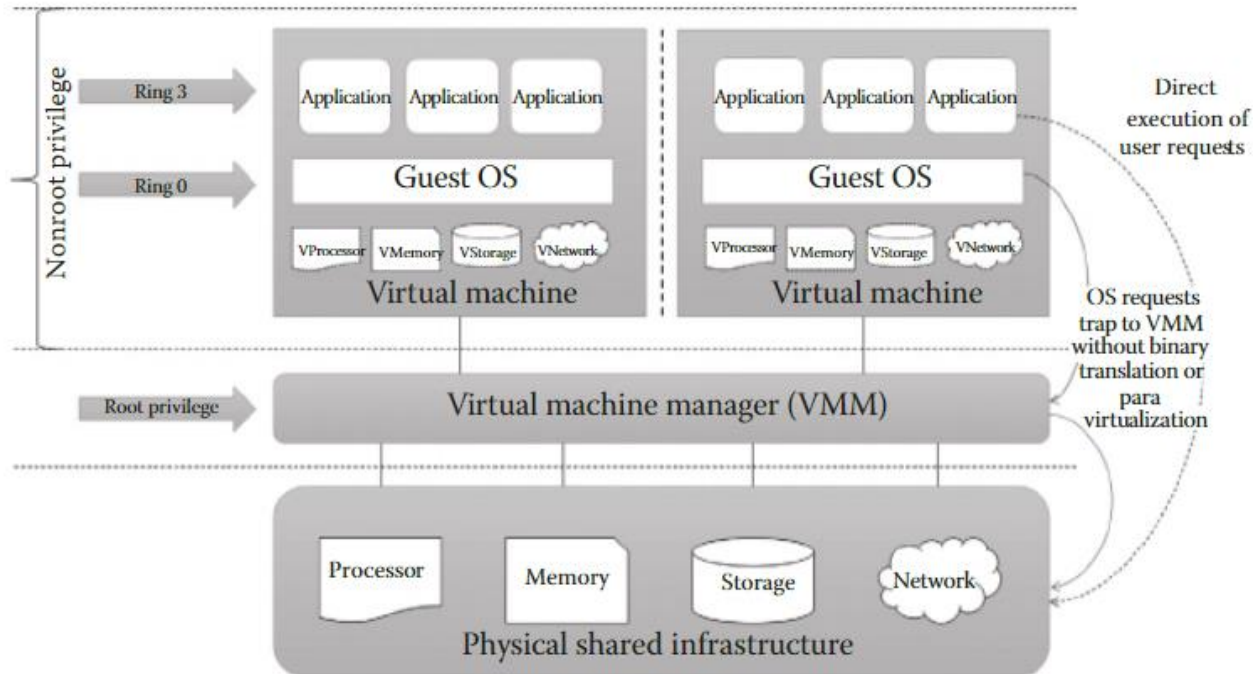 Nonroot privilege
Ring 3
Ring 0
Application
Application
Application
Guest OS
VProcessor
VMemory
VStorage
VNetwork
Virtual machine
Application
Application
Application
Guest OS
VProcessor
VMemory
VStorage
VNetwork
Virtual machine
Direct
execution of
user requests
OS requests
trap to VMM
without binary
translation or
para
virtualization
Root privilege
Virtual machine manager (VMM)
Processor
Memory
Storage
Network
Physical shared infrastructure